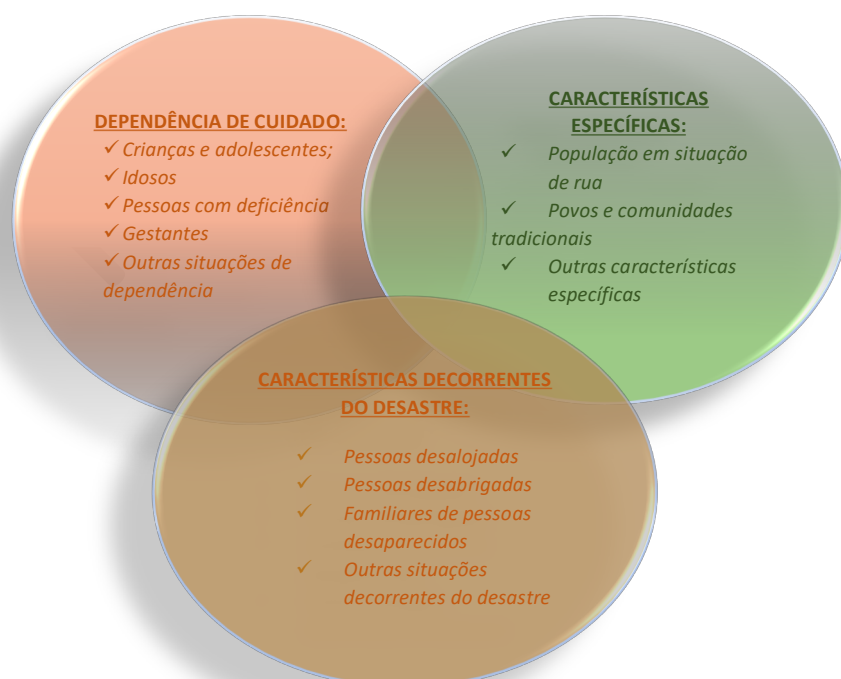 DEPENDÊNCIA DE CUIDADO:
✓ Crianças e adolescentes;
✓ Idosos
✓ Pessoas com deficiência
✓ Gestantes
✓ Outras situações de
dependência
CARACTERÍSTICAS
ESPECÍFICAS:
✓ População em situação
de rua
✓ Povos e comunidades
tradicionais
✓ Outras características
específicas
CARACTERÍSTICAS DECORRENTES
DO DESASTRE:
✓ Pessoas desalojadas
✓ Pessoas desabrigadas
✓ Familiares de pessoas
desaparecidos
✓ Outras situações
decorrentes do desastre